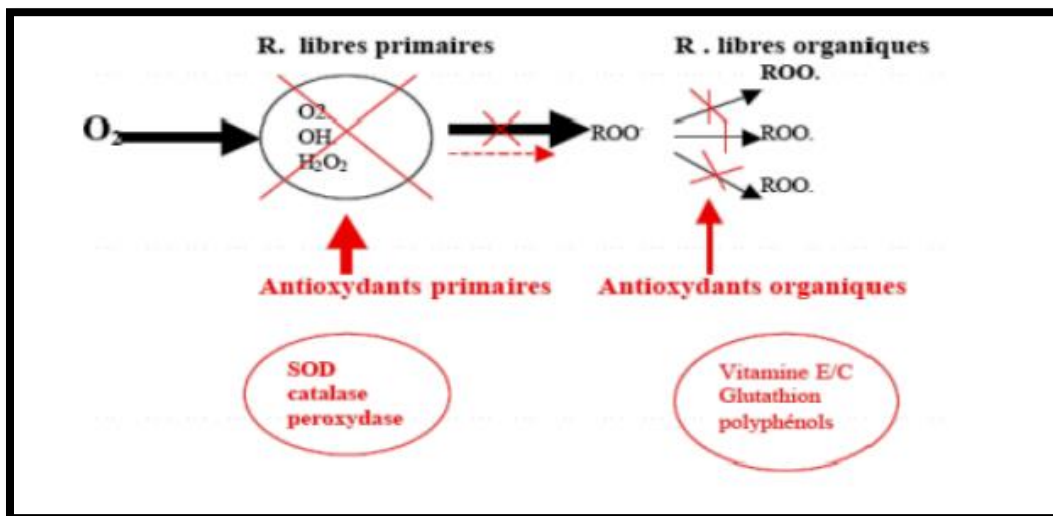 R. libres primaires
R . libres organiques
O₂
O2.
OH.
H₂O₂
ROO·
ROO.
ROO.
ROO.
Antioxydants primaires
Antioxydants organiques
SOD
catalase
peroxydase
Vitamine E/C
Glutathion
polyphénols